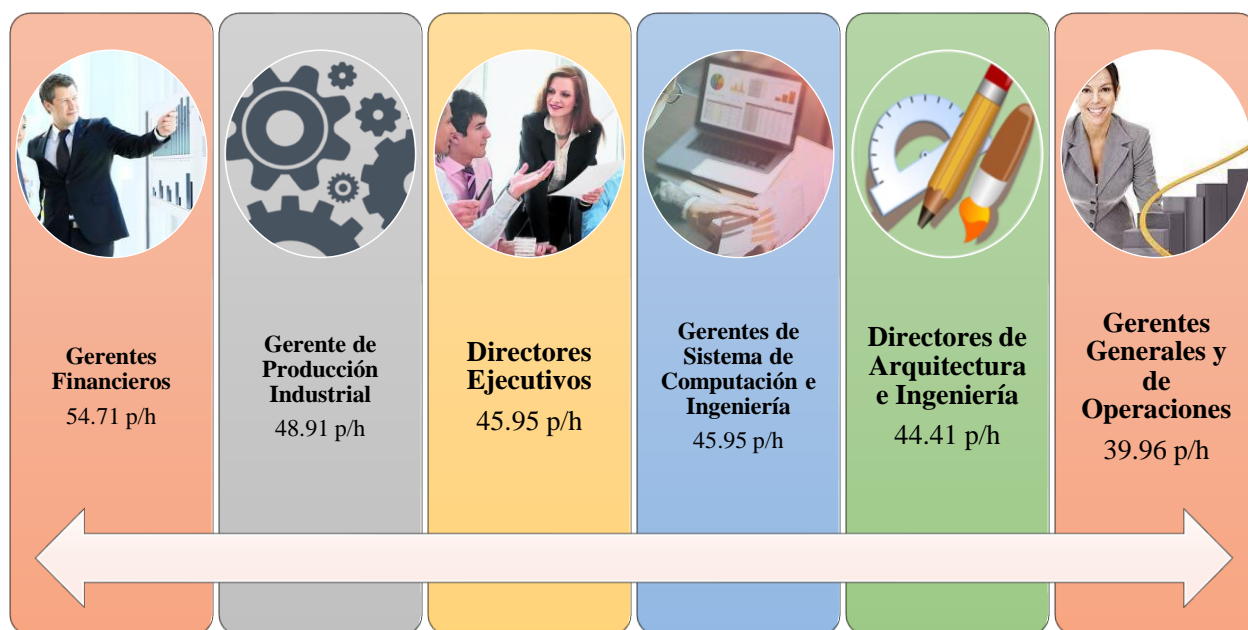 Gerentes
Financieros
54.71 p/h
Gerente de
Producción
Industrial
48.91 p/h
Directores
Ejecutivos
45.95 p/h
Gerentes de
Sistema de
Computación e
Ingeniería
45.95 p/h
Directores de
Arquitectura
e Ingeniería
44.41 p/h
Gerentes
Generales y
de
Operaciones
39.96 p/h